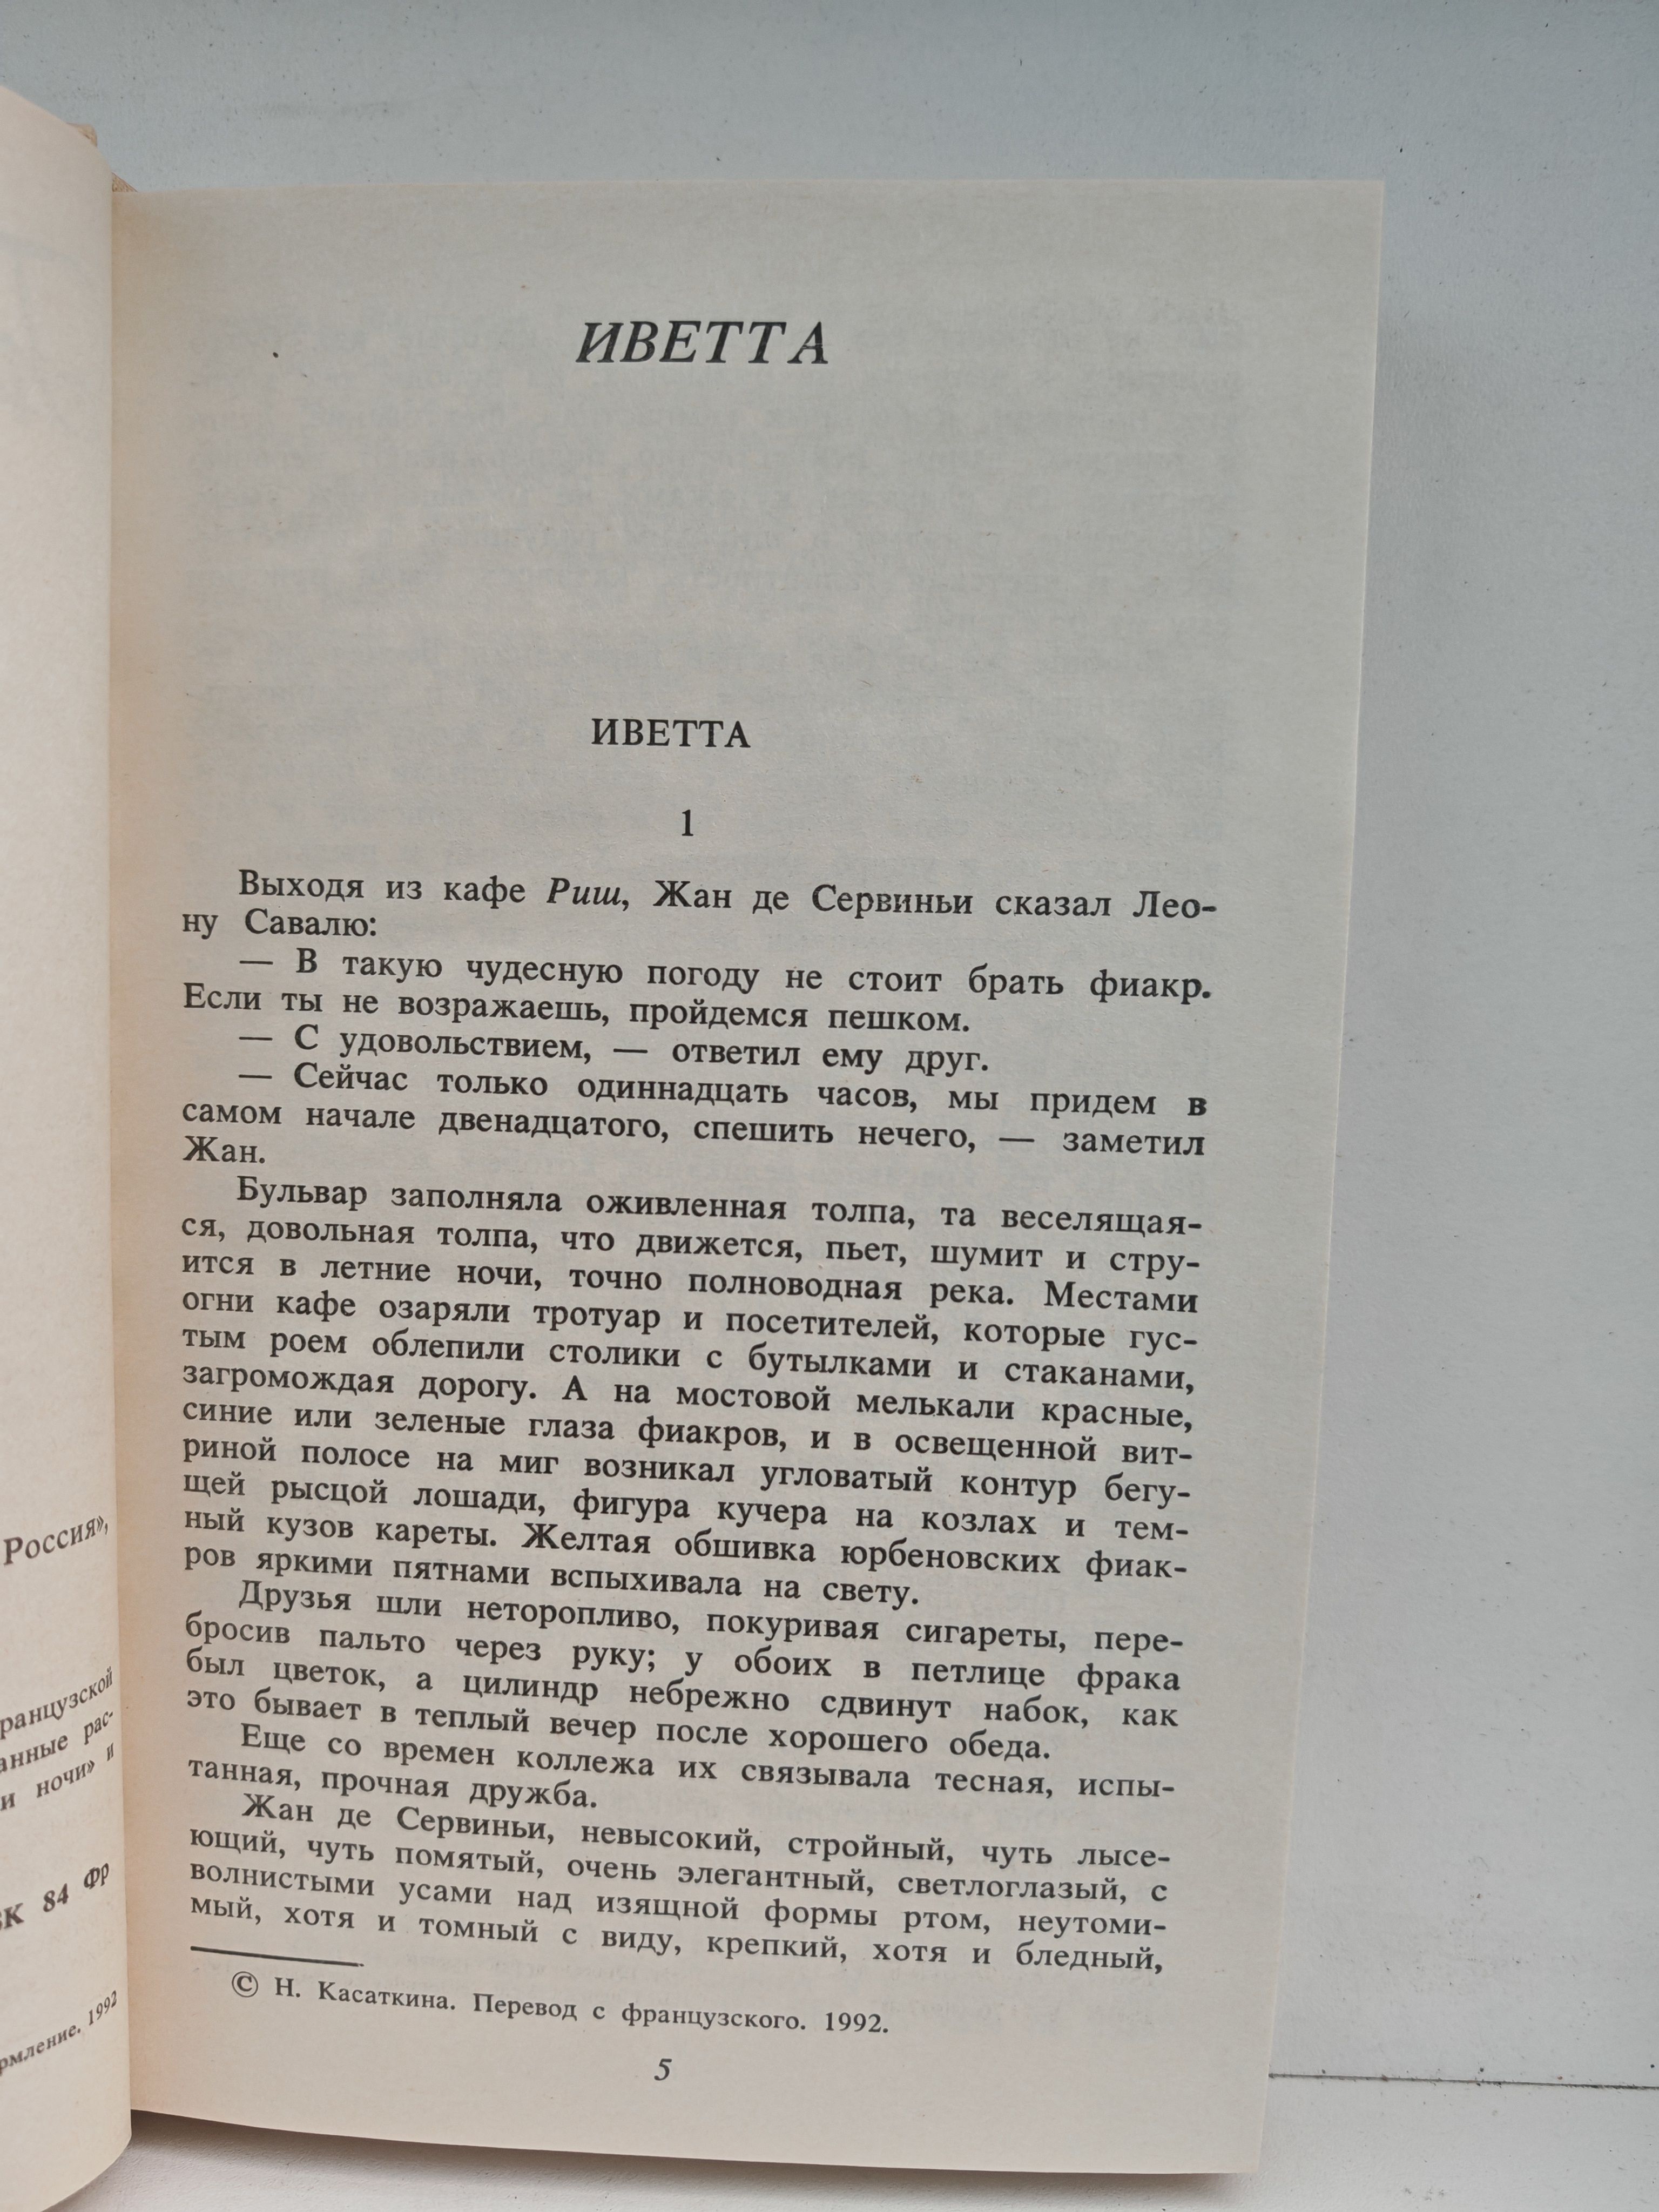 Россия»,
французской
рас-
и ночи» и
84 Фр
1992
ИВЕТТА
ИВЕТТА
1
Выходя из кафе Риш, Жан де Сервиньи сказал Лео-
ну Савалю:
— В такую чудесную погоду не стоит брать фиакр.
Если ты не возражаешь, пройдемся пешком.
— С удовольствием, — ответил ему друг.
— Сейчас только одиннадцать часов, мы придем в
самом начале двенадцатого, спешить нечего, — заметил
Жан.
Бульвар заполняла оживленная толпа, та веселящая-
ся, довольная толпа, что движется, пьет, шумит и стру-
ится в летние ночи, точно полноводная река. Местами
огни кафе озаряли тротуар и посетителей, которые гус-
тым роем облепили столики с бутылками и стаканами,
загромождая дорогу. А на мостовой мелькали красные,
синие или зеленые глаза фиакров, и в освещенной вит-
риной полосе на миг возникал угловатый контур бегу-
щей рысцой лошади, фигура кучера на козлах и тем-
ный кузов кареты. Желтая обшивка юрбеновских фиак-
ров яркими пятнами вспыхивала на свету.
Друзья шли неторопливо, покуривая сигареты, пере-
бросив пальто через руку; у обоих в петлице фрака
был цветок, а цилиндр небрежно сдвинут набок, как
это бывает в теплый вечер после хорошего обеда.
Еще со времен коллежа их связывала тесная, испы-
танная, прочная дружба.
Жан де Сервиньи, невысокий, стройный, чуть лысе-
ющий, чуть помятый, очень элегантный, светлоглазый, с
волнистыми усами над изящной формы ртом, неутоми-
мый, хотя и томный с виду, крепкий, хотя и бледный,
© Н. Касаткина. Перевод с французского. 1992.
5